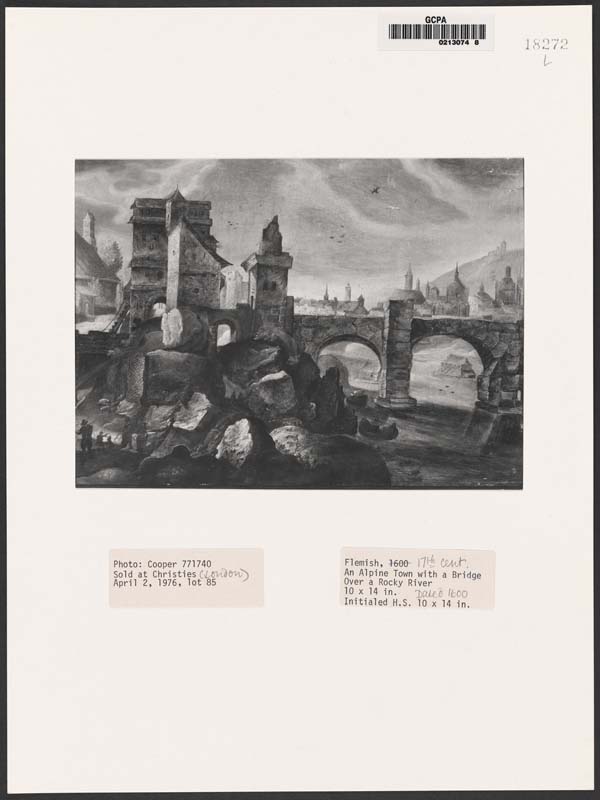 GCPA
0213074 8
18272
L
Photo: Cooper 771740
Sold at Christies (London)
April 2, 1976, lot 85
Flemish, 1600 17th cent.
An Alpine Town with a Bridge
Over a Rocky River
10 x 14 in. Dated 1600
Initialed H.S. 10 x 14 in.